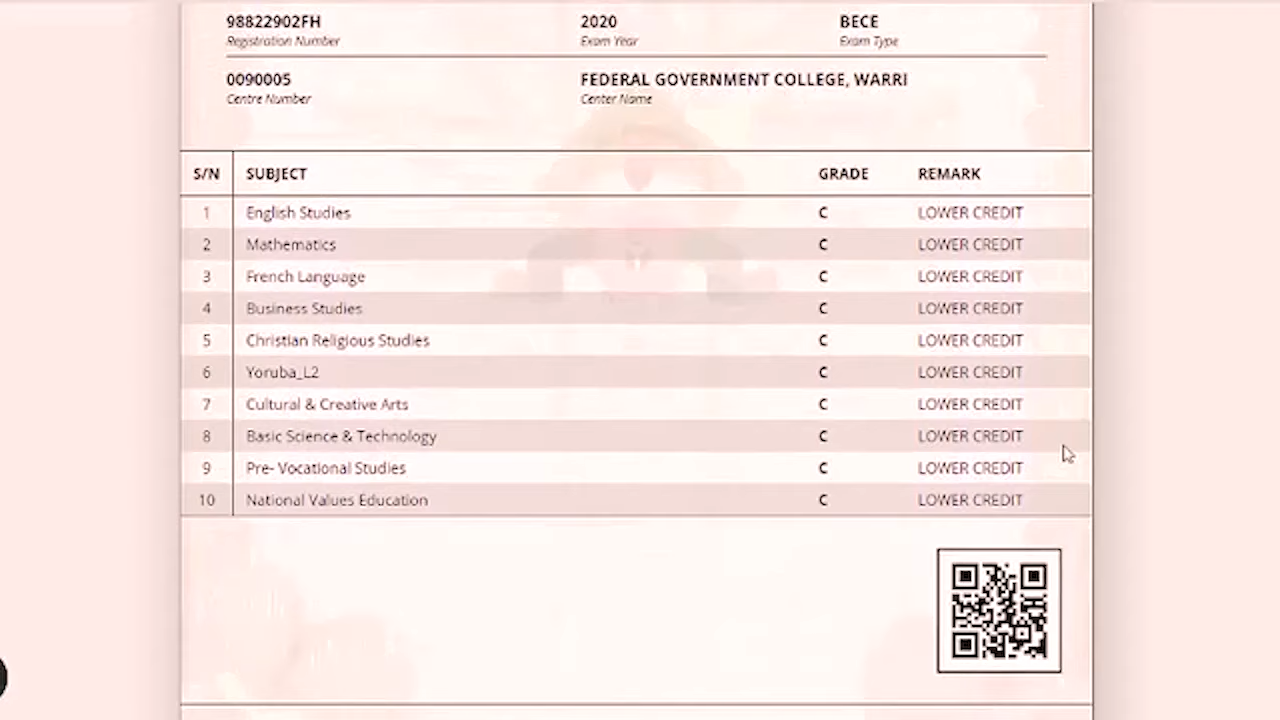 98822902FH 2020 BECE
Registration Number Exam Year Exam Type
0090005 FEDERAL GOVERNMENT COLLEGE, WARRI
Centre Number Center Name
S/N SUBJECT GRADE REMARK
1 English Studies C LOWER CREDIT
2 Mathematics C LOWER CREDIT
3 French Language C LOWER CREDIT
4 Business Studies C LOWER CREDIT
5 Christian Religious Studies C LOWER CREDIT
6 Yoruba_L2 C LOWER CREDIT
7 Cultural & Creative Arts C LOWER CREDIT
8 Basic Science & Technology C LOWER CREDIT
9 Pre- Vocational Studies C LOWER CREDIT
10 National Values Education C LOWER CREDIT